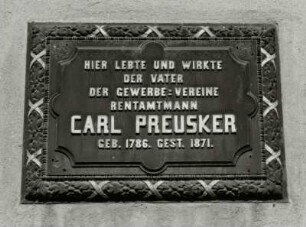 HIER LEBTE UND WIRKTE
DER VATER
DER GEWERBE=VEREINE
RENTAMTMANN
CARL PREUSKER
GEB. 1786. GEST. 1871.